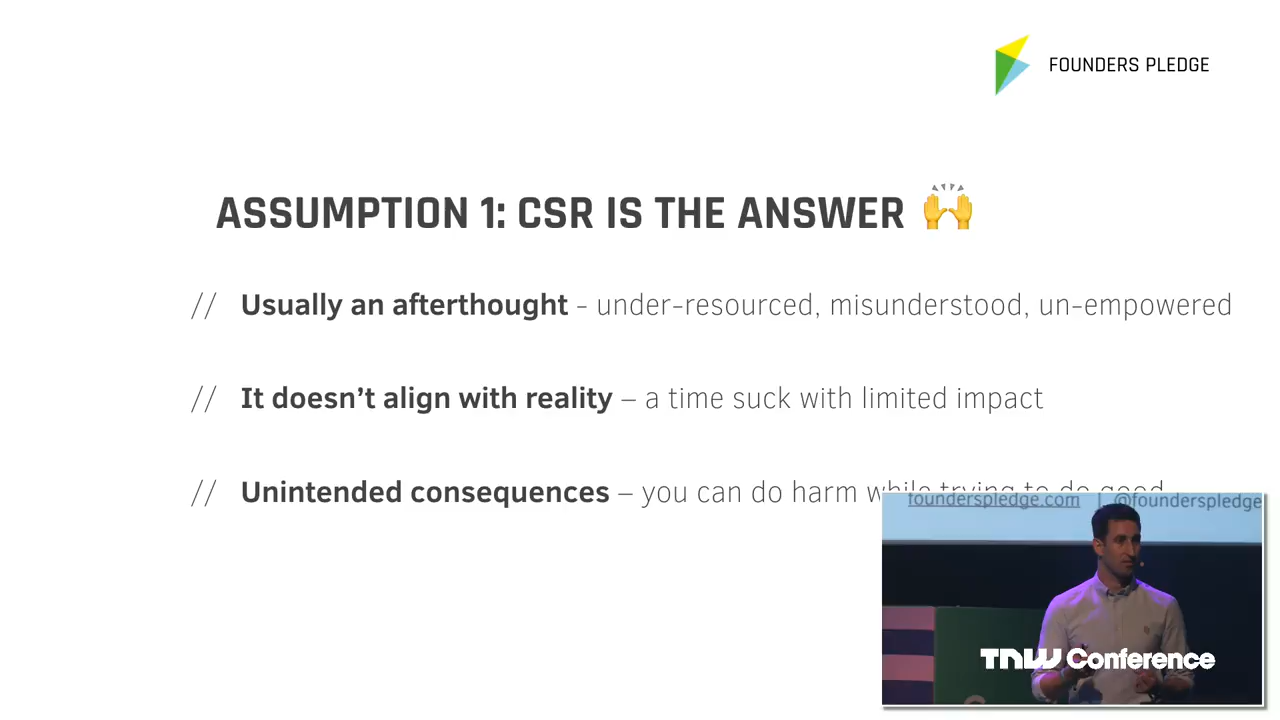 FOUNDERS PLEDGE
ASSUMPTION 1: CSR IS THE ANSWER 🙌
// Usually an afterthought - under-resourced, misunderstood, un-empowered
// It doesn't align with reality – a time suck with limited impact
// Unintended consequences – you can do harm while trying to do good
founderspledge.com | @founderspledge
TNW Conference